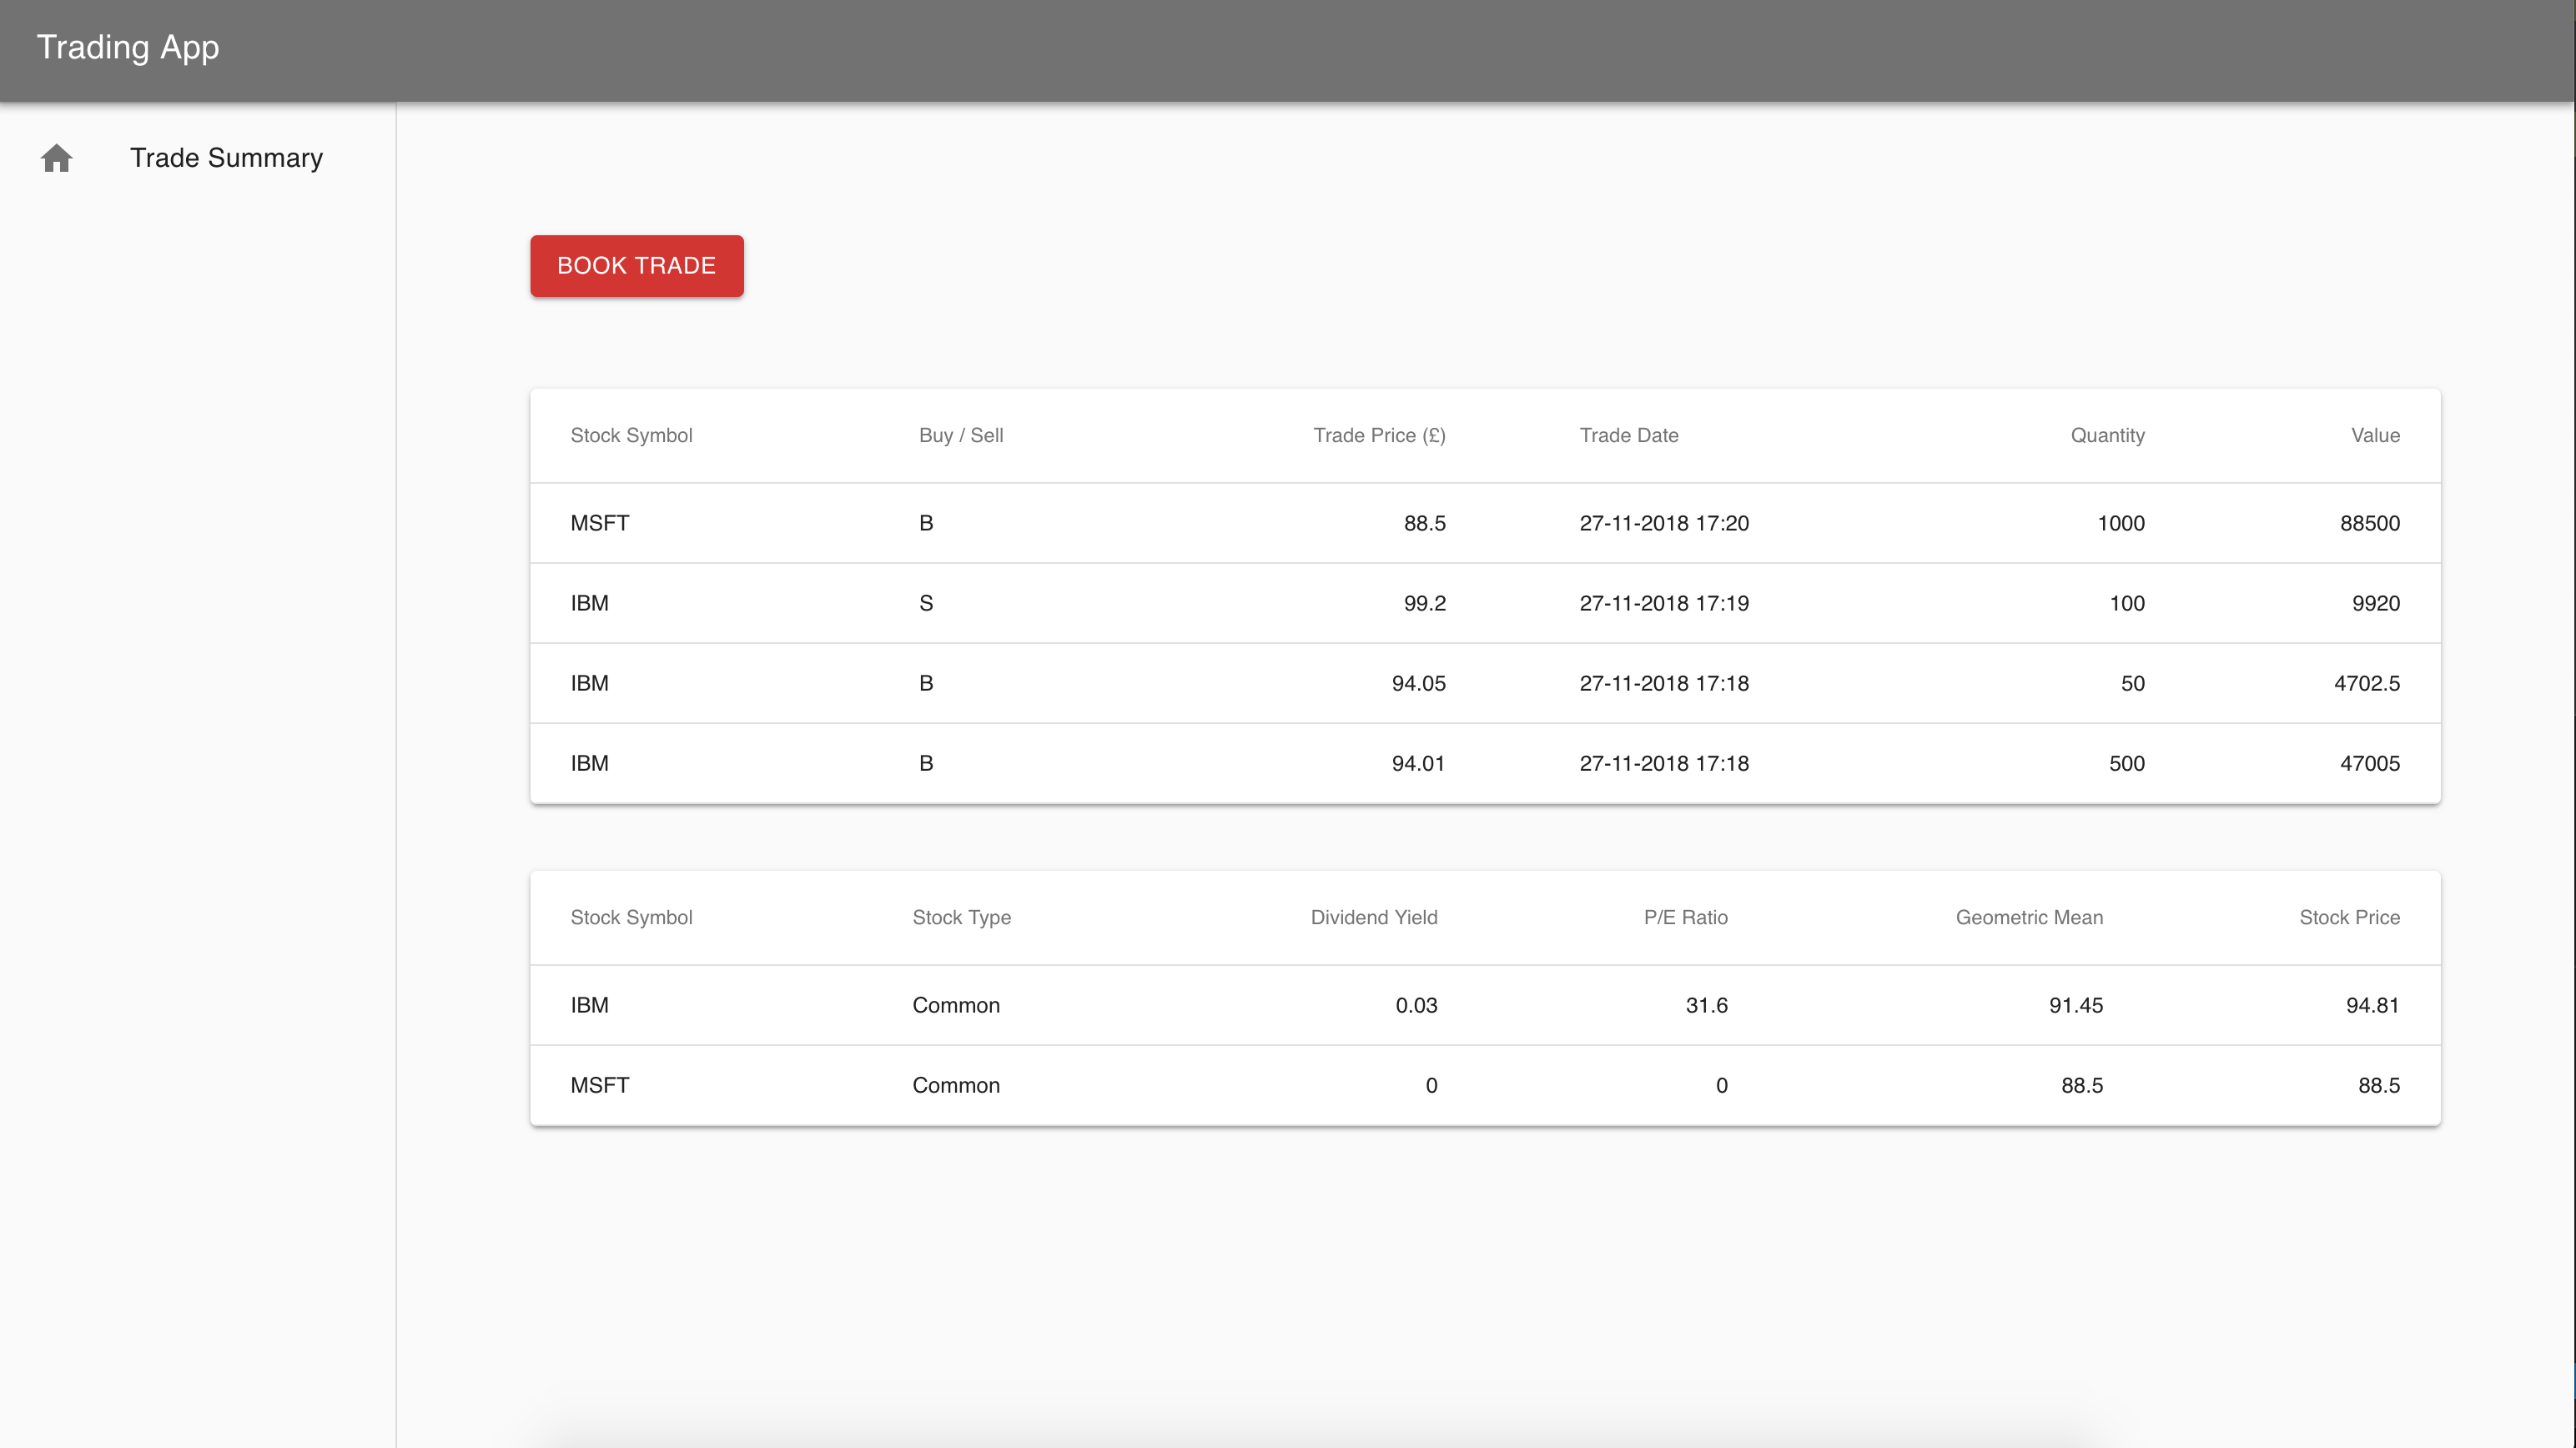 Trading App
Trade Summary
BOOK TRADE
Stock Symbol Buy / Sell Trade Price (£) Trade Date Quantity Value
MSFT B 88.5 27-11-2018 17:20 1000 88500
IBM S 99.2 27-11-2018 17:19 100 9920
IBM B 94.05 27-11-2018 17:18 50 4702.5
IBM B 94.01 27-11-2018 17:18 500 47005
Stock Symbol Stock Type Dividend Yield P/E Ratio Geometric Mean Stock Price
IBM Common 0.03 31.6 91.45 94.81
MSFT Common 0 0 88.5 88.5